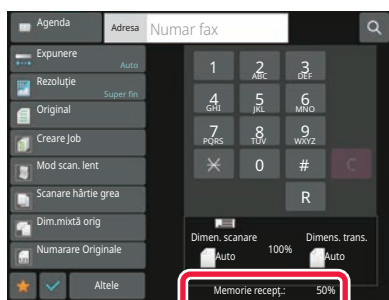 Agenda
Adresa
Numar fax
Expunere
Auto
Rezoluție
Super fin
Original
Creare Job
Mod scan. lent
Scanare hârtie grea
Dim.mixtă orig
Numarare Originale
Altele
1
2
ABC
3
DEF
4
GHI
5
JKL
6
MNO
7
PQRS
8
TUV
9
WXYZ
0
#
C
R
Dimen. scanare
Dimens. trans.
Auto
100%
Auto
Memorie recepț.: 50%